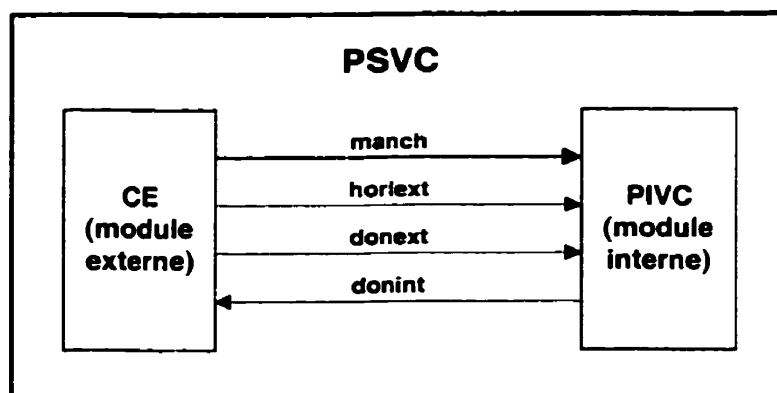 PSVC
CE
(module
externe)
manch
horlext
donext
donint
PIVC
(module
interne)